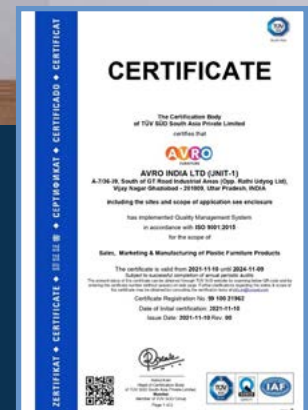 CERTIFICATE
The Certification Body
of TÜV SÜD South Asia Private Limited
certifies that
AVRO
FURNITURE
AVRO INDIA LTD (UNIT-1)
A-7/36-39, South of GT Road Industrial Areas (Opp. Rathi Udyog Ltd),
Vijay Nagar Ghaziabad - 201009, Uttar Pradesh, INDIA
including the sites and scope of application see enclosure
has implemented Quality Management System
in accordance with ISO 9001:2015
for the scope of
Sales, Marketing & Manufacturing of Plastic Furniture Products
The certificate is valid from 2021-11-10 until 2024-11-09
Subject to successful completion of annual periodic audits
Certificate Registration No. 99 100 21962
Date of Initial certification: 2021-11-10
Issue Date: 2021-11-10 Rev. 00
ZERTIFIKAT ◆ CERTIFICATE ◆ 認證證書 ◆ СЕРТИФИКАТ ◆ CERTIFICADO ◆ CERTIFICAT
IAF